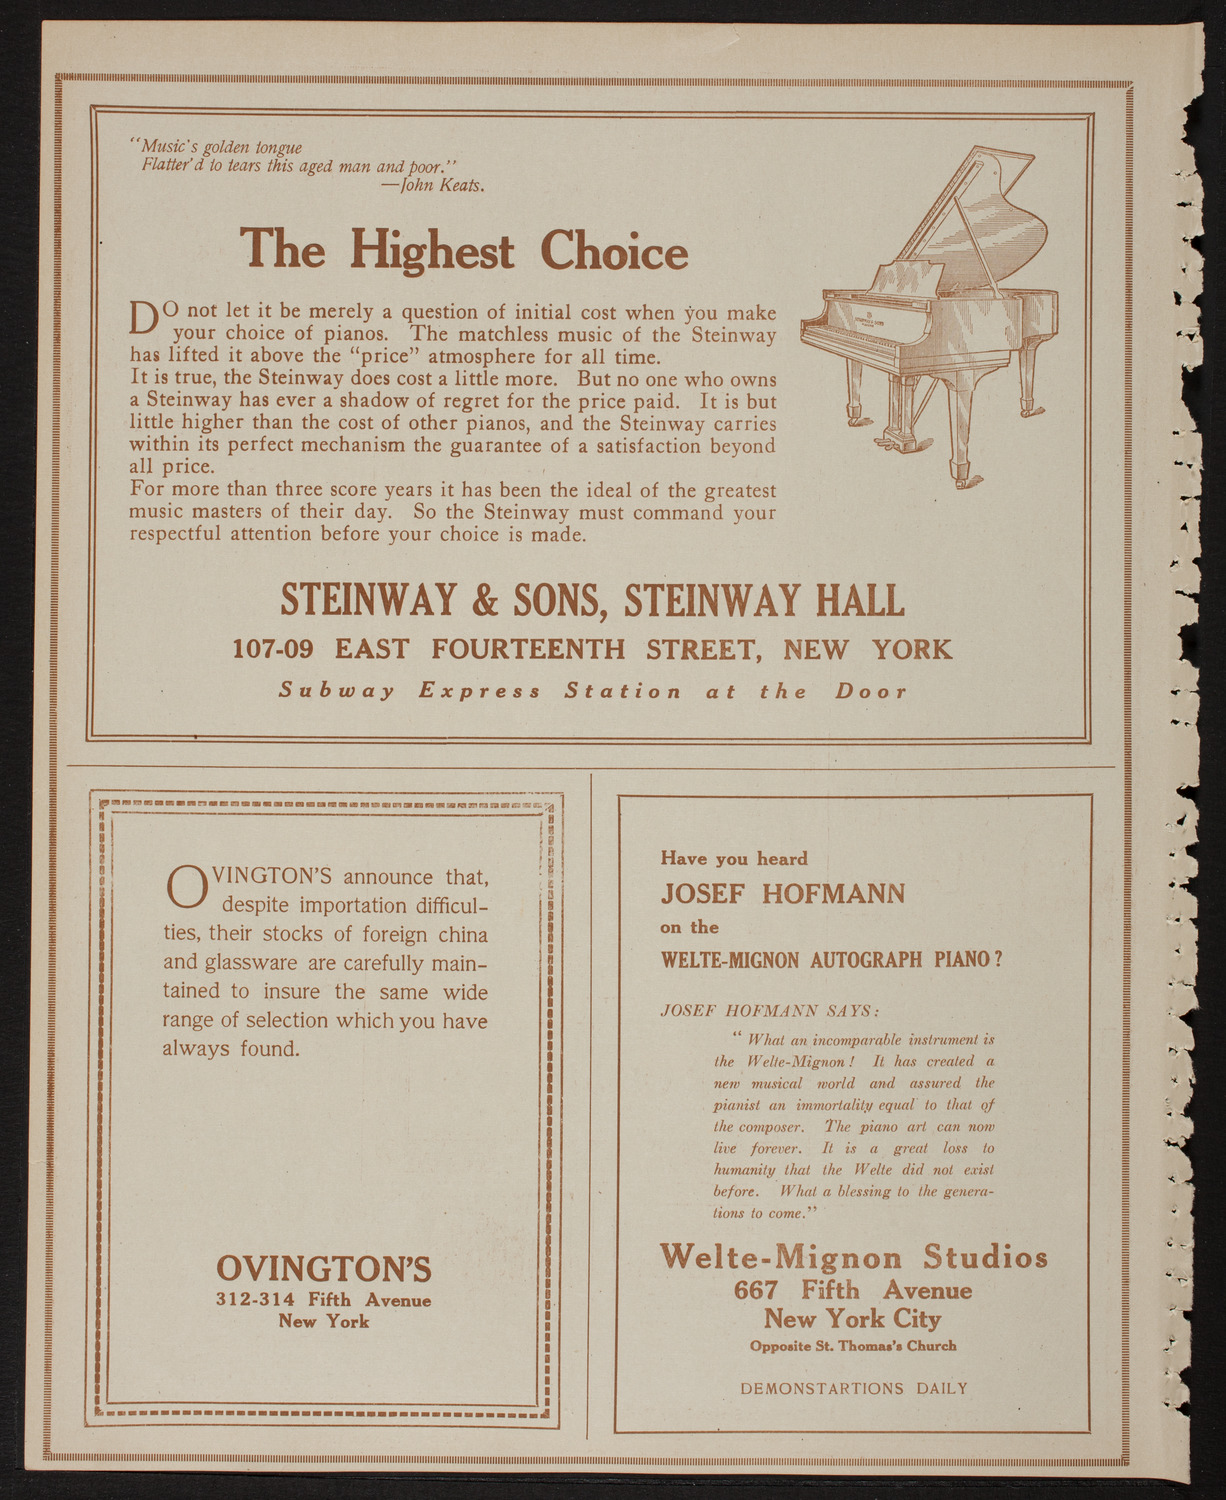 "Music's golden tongue
Flatter'd to tears this aged man and poor."
—John Keats.
The Highest Choice
DO not let it be merely a question of initial cost when you make
your choice of pianos. The matchless music of the Steinway
has lifted it above the "price" atmosphere for all time.
It is true, the Steinway does cost a little more. But no one who owns
a Steinway has ever a shadow of regret for the price paid. It is but
little higher than the cost of other pianos, and the Steinway carries
within its perfect mechanism the guarantee of a satisfaction beyond
all price.
For more than three score years it has been the ideal of the greatest
music masters of their day. So the Steinway must command your
respectful attention before your choice is made.
STEINWAY & SONS, STEINWAY HALL
107-09 EAST FOURTEENTH STREET, NEW YORK
Subway Express Station at the Door
OVINGTON'S announce that,
despite importation difficul-
ties, their stocks of foreign china
and glassware are carefully main-
tained to insure the same wide
range of selection which you have
always found.
OVINGTON'S
312-314 Fifth Avenue
New York
Have you heard
JOSEF HOFMANN
on the
WELTE-MIGNON AUTOGRAPH PIANO?
JOSEF HOFMANN SAYS:
"What an incomparable instrument is
the Welte-Mignon! It has created a
new musical world and assured the
pianist an immortality equal to that of
the composer. The piano art can now
live forever. It is a great loss to
humanity that the Welte did not exist
before. What a blessing to the genera-
tions to come."
Welte-Mignon Studios
667 Fifth Avenue
New York City
Opposite St. Thomas's Church
DEMONSTARTIONS DAILY